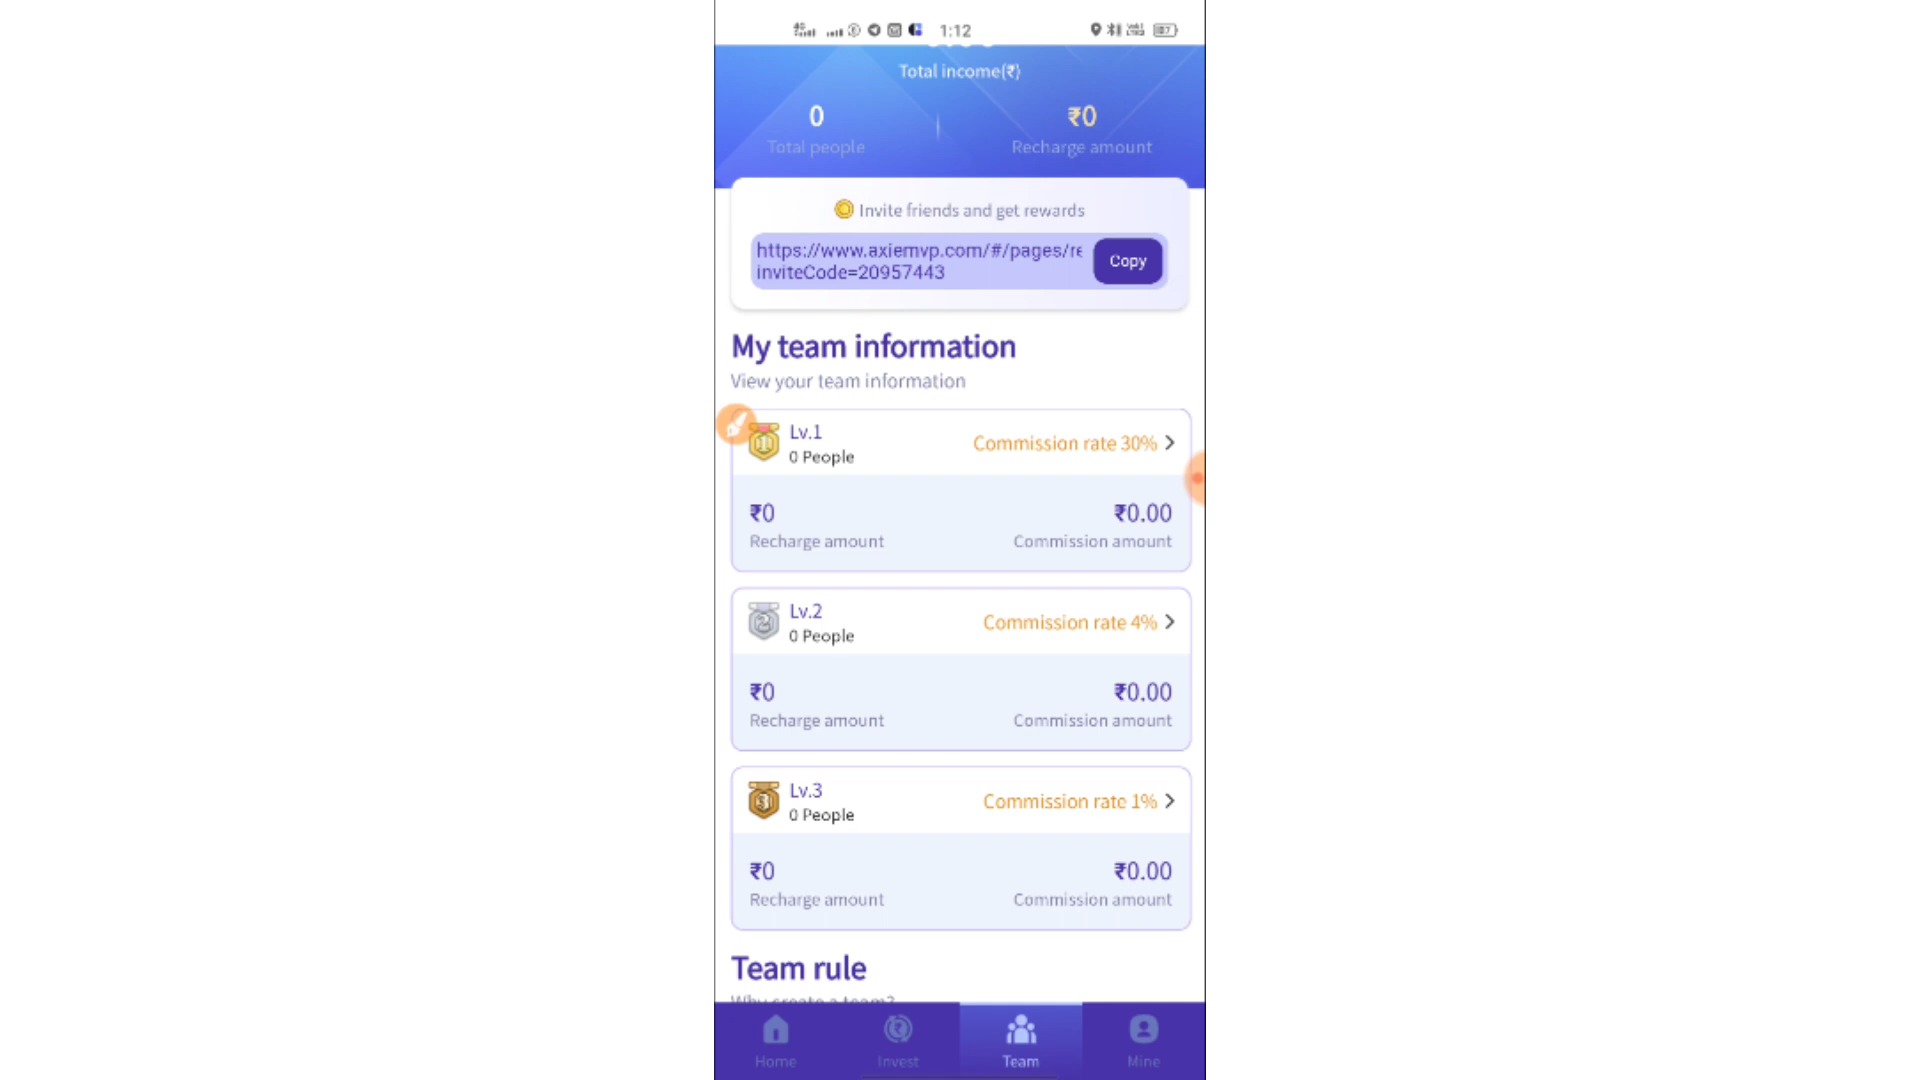 1:12
Total income(₹)
0
₹0
Total people
Recharge amount
Invite friends and get rewards
https://www.axiemvp.com/#/pages/re
inviteCode=20957443
Copy
My team information
View your team information
Lv.1
0 People
Commission rate 30%
₹0
₹0.00
Recharge amount
Commission amount
Lv.2
0 People
Commission rate 4%
₹0
₹0.00
Recharge amount
Commission amount
Lv.3
0 People
Commission rate 1%
₹0
₹0.00
Recharge amount
Commission amount
Team rule
Why create a team?
Home
Invest
Team
Mine